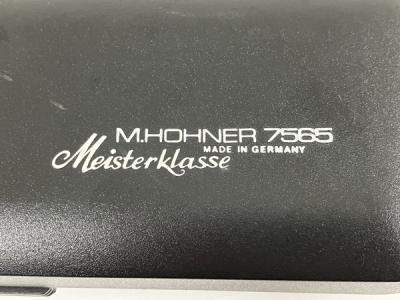 M.HOHNER 7565
MADE IN GERMANY
Meisterklasse